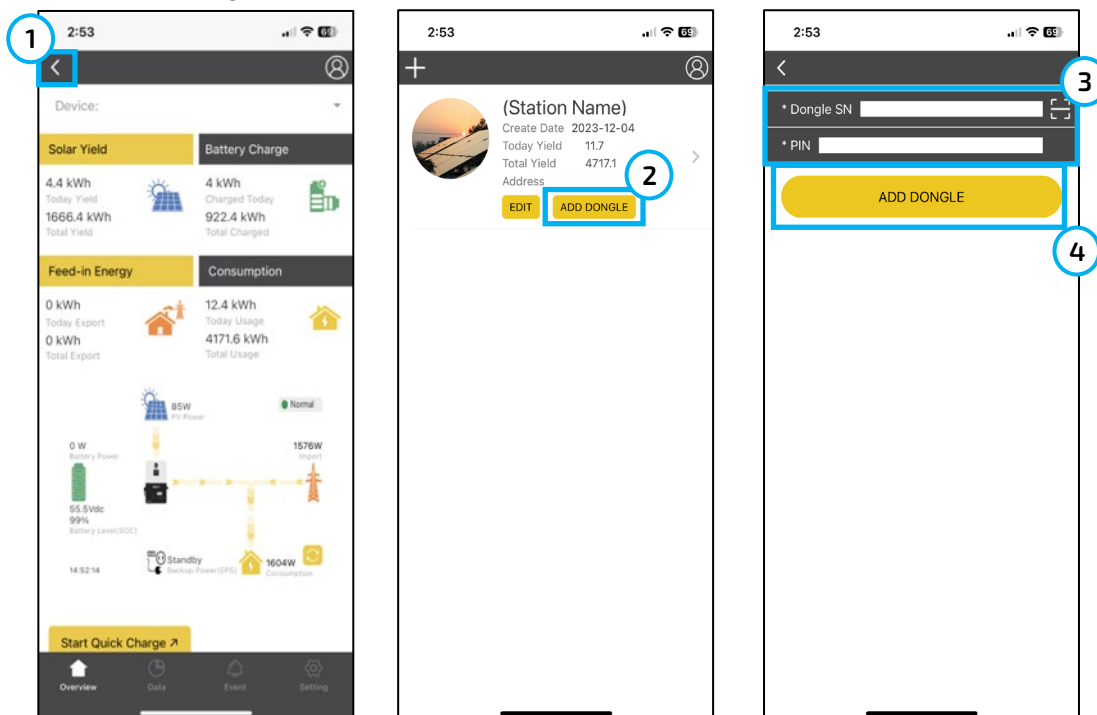 1
2:53
69
Device:
Solar Yield
Battery Charge
4.4 kWh
Today Yield
1666.4 kWh
Total Yield
4 kWh
Charged Today
922.4 kWh
Total Charged
Feed-in Energy
Consumption
0 kWh
Today Export
0 kWh
Total Export
12.4 kWh
Today Usage
4171.6 kWh
Total Usage
85W
PV Power
Normal
0 W
Battery Power
1576W
Import
55.5Vdc
99%
Battery Level(SOC)
Standby
Backup Power(EPS)
1604W
Consumption
14:52:14
Start Quick Charge ↗
Overview
Data
Event
Setting
2:53
69
(Station Name)
Create Date 2023-12-04
Today Yield 11.7
Total Yield 4717.1
Address
2
EDIT
ADD DONGLE
2:53
69
3
* Dongle SN
* PIN
ADD DONGLE
4